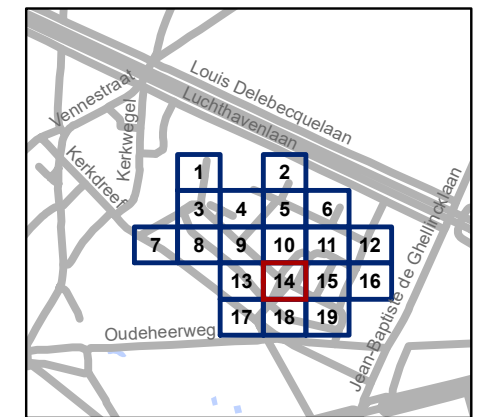 Louis Delebecquelaan
Luchthavenlaan
Vennestraat
Kerkwegel
Kerkdreef
1 2
3 4 5 6
7 8 9 10 11 12
13 14 15 16
17 18 19
Oudeheerweg
Jean-Baptiste de Ghellincklaan